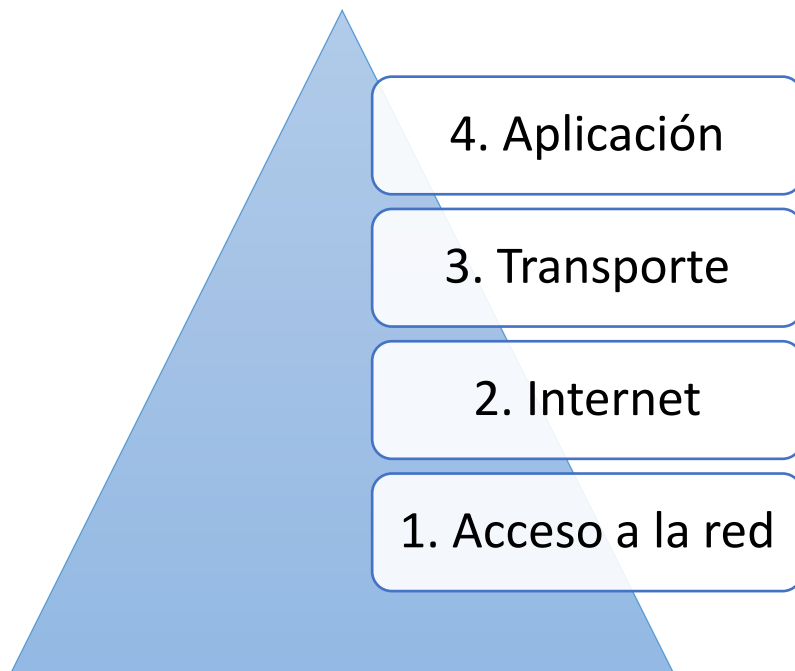 4. Aplicación
3. Transporte
2. Internet
1. Acceso a la red